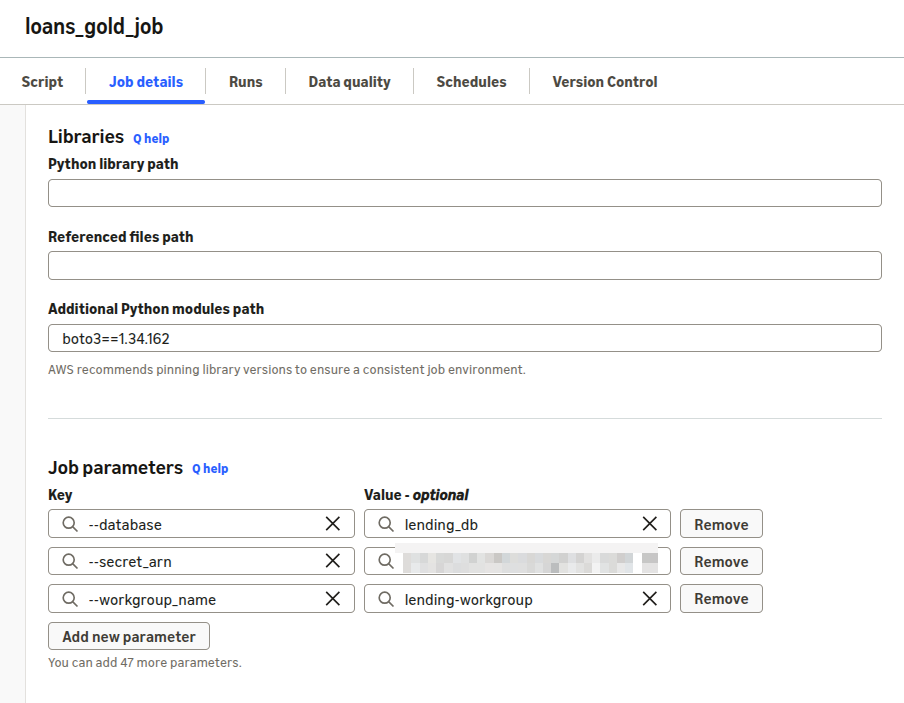 loans_gold_job
Script Job details Runs Data quality Schedules Version Control
Libraries Q help
Python library path
Referenced files path
Additional Python modules path
boto3==1.34.162
AWS recommends pinning library versions to ensure a consistent job environment.
Job parameters Q help
Key Value - optional
--database lending_db Remove
--secret_arn Remove
--workgroup_name lending-workgroup Remove
Add new parameter
You can add 47 more parameters.